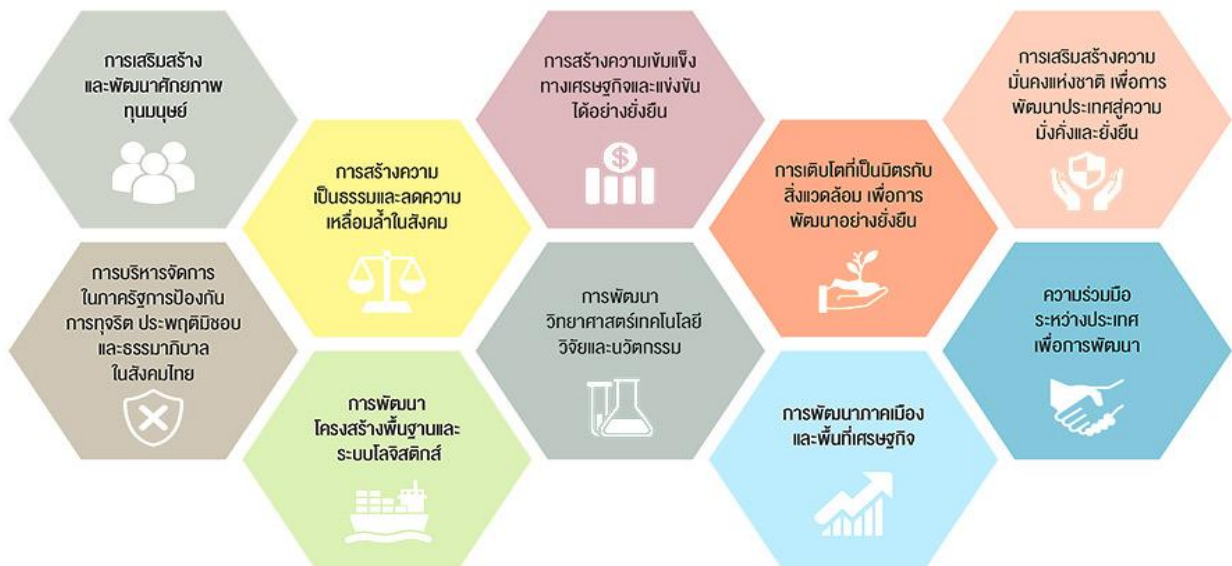 การเสริมสร้าง
และพัฒนาศักยภาพ
ทุนมนุษย์
การสร้างความ
เป็นธรรมและลดความ
เหลื่อมล้ำในสังคม
การสร้างความเข้มแข็ง
ทางเศรษฐกิจและแข่งขัน
ได้อย่างยั่งยืน
การเติบโตที่เป็นมิตรกับ
สิ่งแวดล้อม เพื่อการ
พัฒนาอย่างยั่งยืน
การเสริมสร้างความ
มั่นคงแห่งชาติ เพื่อการ
พัฒนาประเทศสู่ความ
มั่งคั่งและยั่งยืน
การบริหารจัดการ
ในภาครัฐการป้องกัน
การทุจริต ประพฤติมิชอบ
และธรรมาภิบาล
ในสังคมไทย
การพัฒนา
โครงสร้างพื้นฐานและ
ระบบโลจิสติกส์
การพัฒนา
วิทยาศาสตร์เทคโนโลยี
วิจัยและนวัตกรรม
การพัฒนาภาคเมือง
และพื้นที่เศรษฐกิจ
ความร่วมมือ
ระหว่างประเทศ
เพื่อการพัฒนา
$